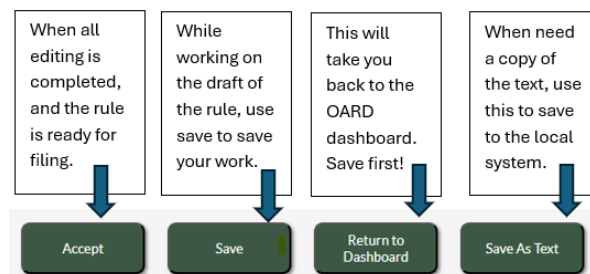 When all
editing is
completed,
and the rule
is ready for
filing.
While
working on
the draft of
the rule, use
save to save
your work.
This will
take you
back to the
OARD
dashboard.
Save first!
When need
a copy of
the text, use
this to save
to the local
system.
Accept
Save
Return to
Dashboard
Save As Text